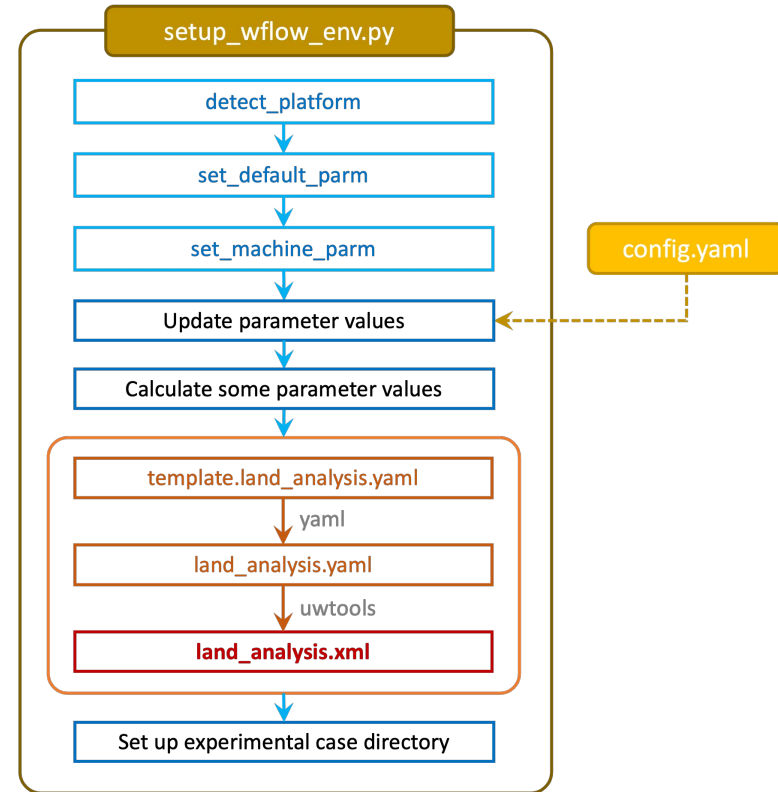 setup_wflow_env.py
detect_platform
set_default_parm
set_machine_parm
config.yaml
Update parameter values
Calculate some parameter values
template.land_analysis.yaml
yaml
land_analysis.yaml
uwtools
land_analysis.xml
Set up experimental case directory